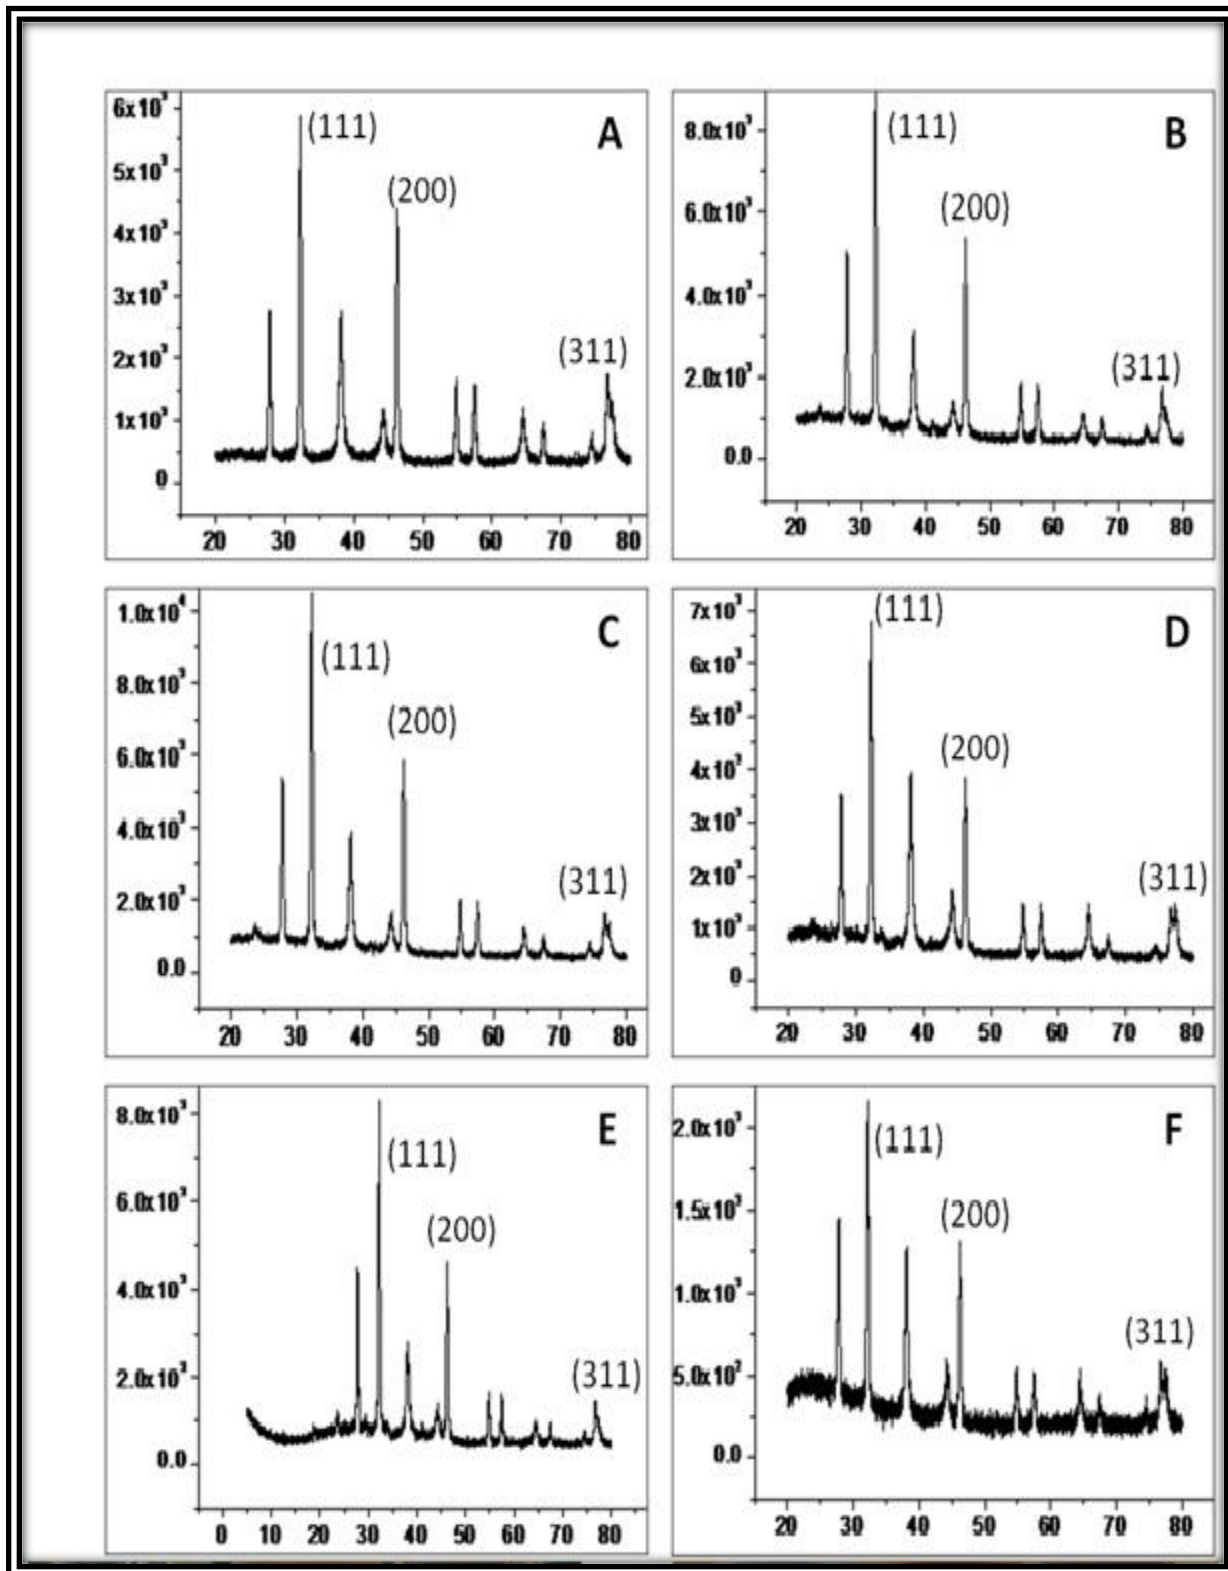 A
6x10³
5x10³
4x10³
3x10³
2x10³
1x10³
0
(111)
(200)
(311)
20 30 40 50 60 70 80
B
8.0x10³
6.0x10³
4.0x10³
2.0x10³
0.0
(111)
(200)
(311)
20 30 40 50 60 70 80
C
1.0x10⁴
8.0x10³
6.0x10³
4.0x10³
2.0x10³
0.0
(111)
(200)
(311)
20 30 40 50 60 70 80
D
7x10³
6x10³
5x10³
4x10³
3x10³
2x10³
1x10³
0
(111)
(200)
(311)
20 30 40 50 60 70 80
E
8.0x10³
6.0x10³
4.0x10³
2.0x10³
0.0
(111)
(200)
(311)
0 10 20 30 40 50 60 70 80
F
2.0x10³
1.5x10³
1.0x10³
5.0x10²
0.0
(111)
(200)
(311)
20 30 40 50 60 70 80